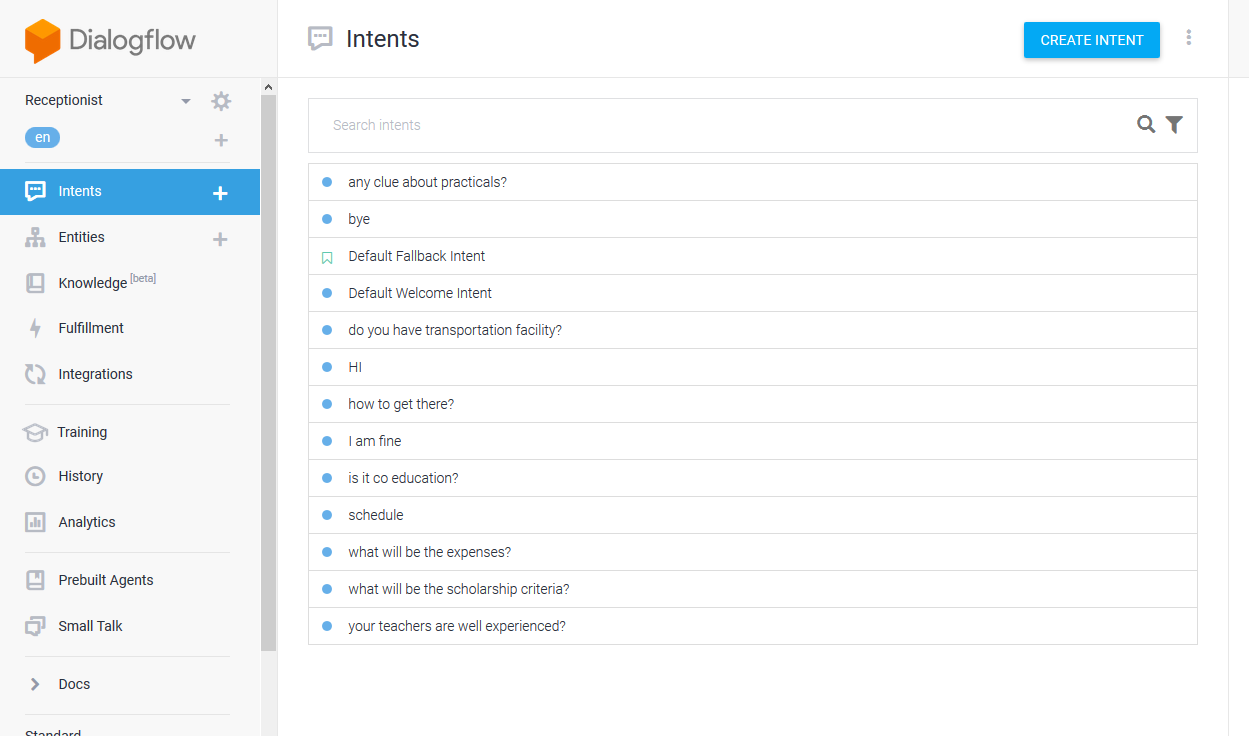 Dialogflow
Intents
CREATE INTENT
Receptionist
en
Intents
Entities
Knowledge [beta]
Fulfillment
Integrations
Training
History
Analytics
Prebuilt Agents
Small Talk
Docs
Standard
Search intents
any clue about practicals?
bye
Default Fallback Intent
Default Welcome Intent
do you have transportation facility?
HI
how to get there?
I am fine
is it co education?
schedule
what will be the expenses?
what will be the scholarship criteria?
your teachers are well experienced?